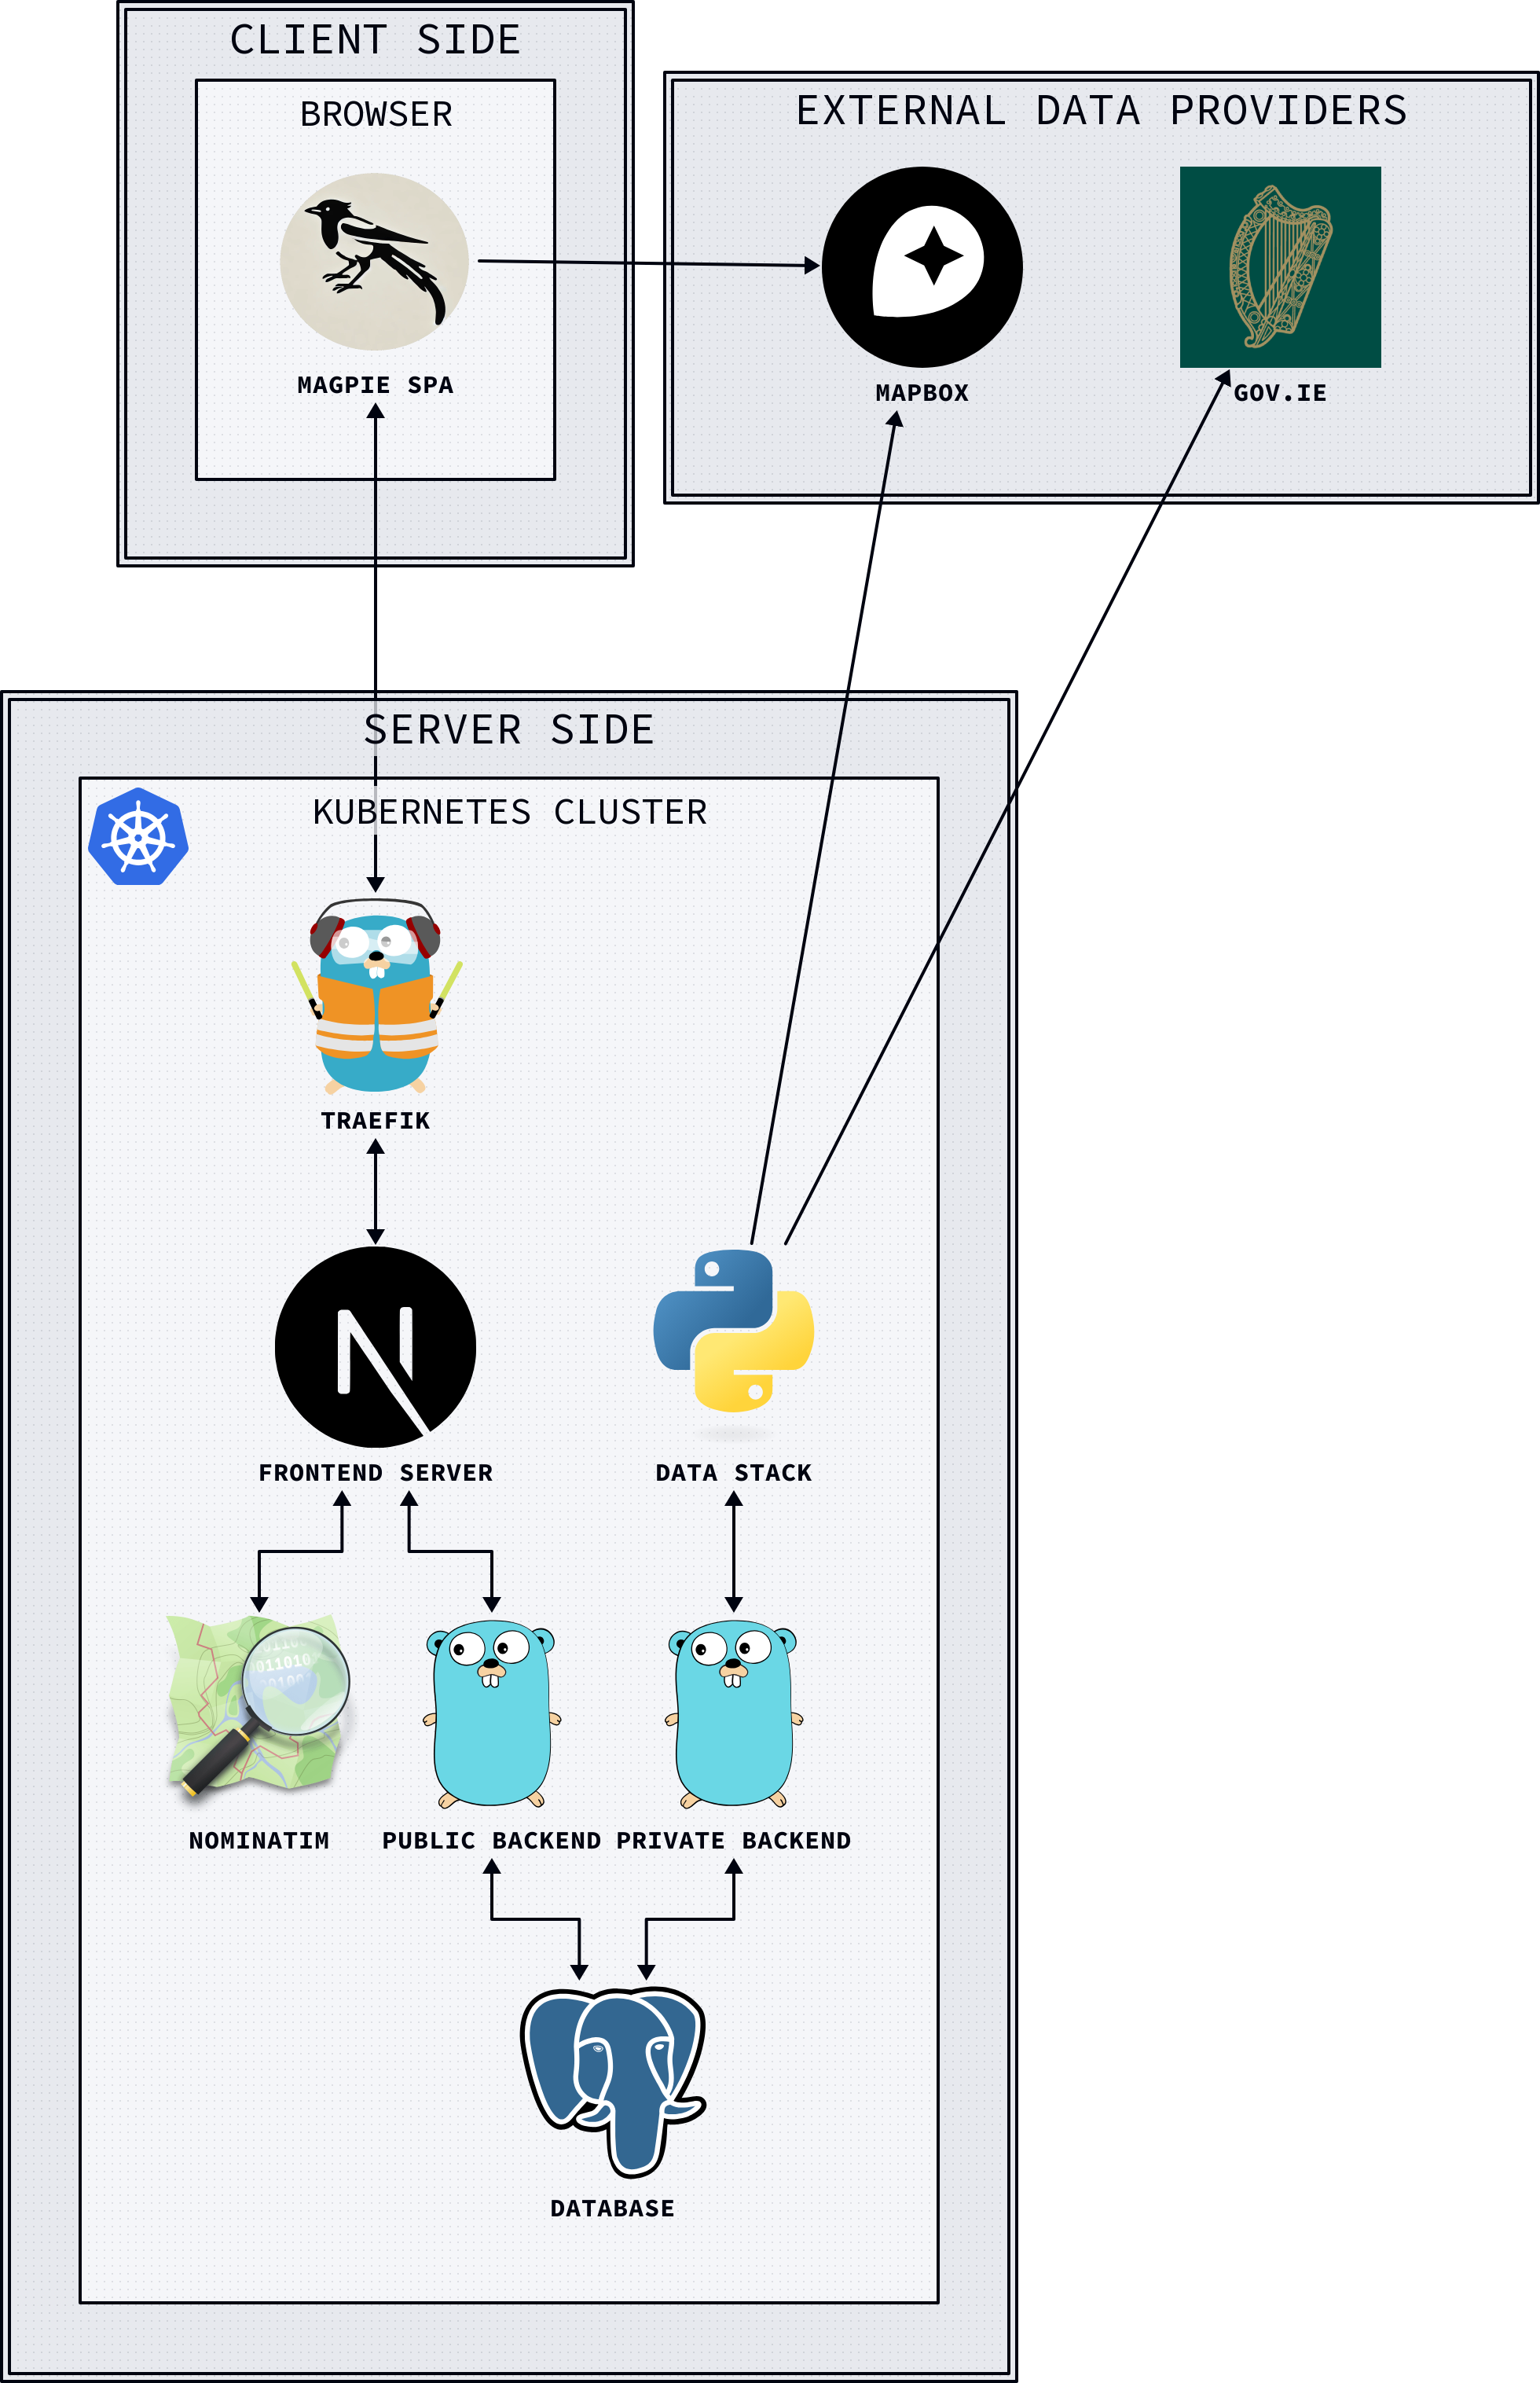 CLIENT SIDE
BROWSER
MAGPIE SPA
EXTERNAL DATA PROVIDERS
MAPBOX
GOV.IE
SERVER SIDE
KUBERNETES CLUSTER
TRAEFIK
FRONTEND SERVER
DATA STACK
011010
NOMINATIM
PUBLIC BACKEND
PRIVATE BACKEND
DATABASE